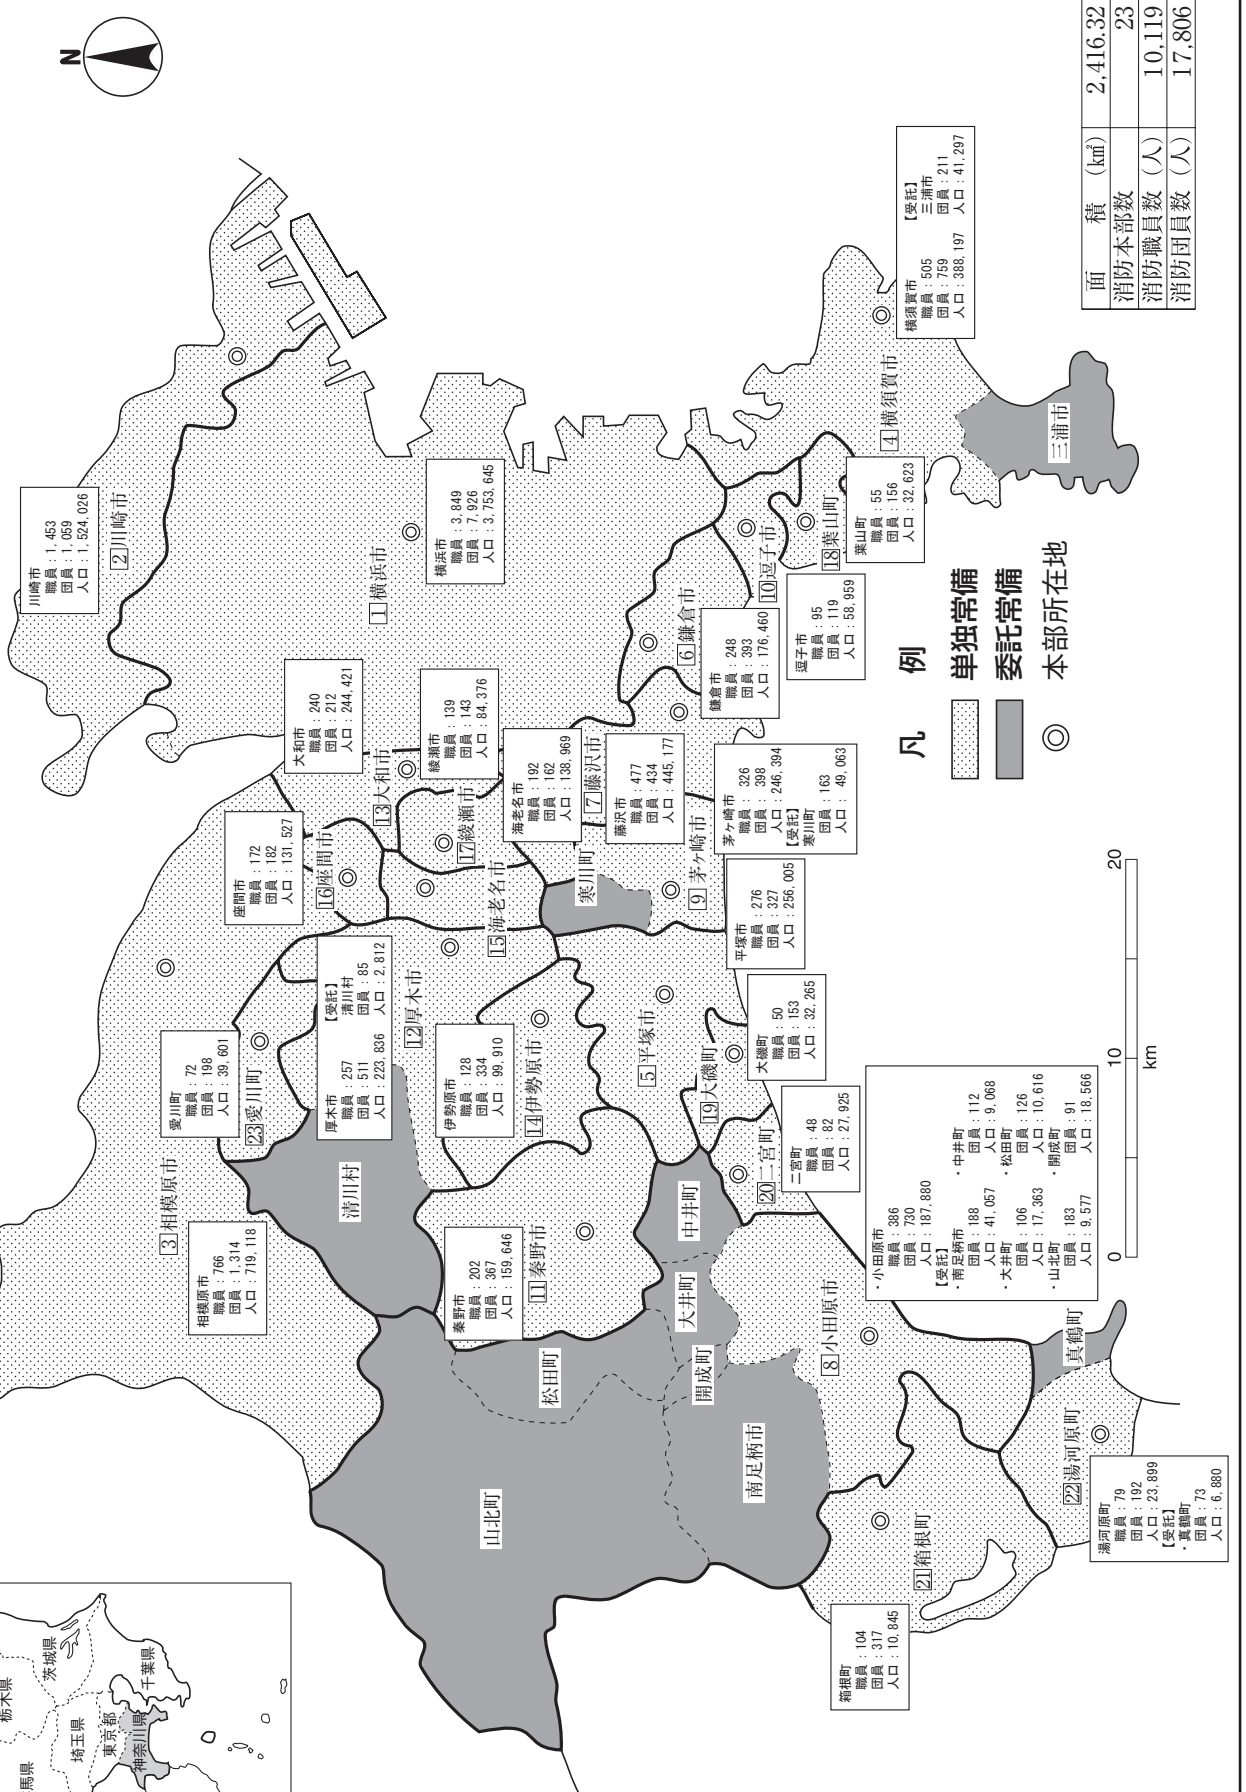 N
栃木県
茨城県
馬県
埼玉県
東京都
千葉県
神奈川県
川崎市
職員：1,453
団員：1,059
人口：1,524,026
2 川崎市
横浜市
職員：3,849
団員：7,926
人口：3,753,645
1 横浜市
大和市
職員：240
団員：212
人口：244,421
13 大和市
綾瀬市
職員：139
団員：143
人口：84,376
17 綾瀬市
座間市
職員：172
団員：182
人口：131,527
16 座間市
海老名市
職員：192
団員：162
人口：138,969
15 海老名市
愛川町
職員：72
団員：198
人口：39,601
23 愛川町
厚木市
職員：257
団員：511
人口：223,836
【受託】
清川村
団員：85
人口：2,812
12 厚木市
相模原市
職員：766
団員：1,314
人口：719,118
3 相模原市
清川村
伊勢原市
職員：128
団員：334
人口：99,910
14 伊勢原市
秦野市
職員：202
団員：367
人口：159,646
11 秦野市
藤沢市
職員：477
団員：434
人口：445,177
7 藤沢市
寒川町
茅ヶ崎市
職員：326
団員：398
人口：246,394
【受託】
寒川町
団員：163
人口：49,063
9 茅ヶ崎市
平塚市
職員：276
団員：327
人口：256,005
5 平塚市
大磯町
職員：50
団員：153
人口：32,265
19 大磯町
二宮町
職員：48
団員：82
人口：27,925
20 二宮町
鎌倉市
職員：248
団員：393
人口：176,460
6 鎌倉市
逗子市
職員：95
団員：119
人口：58,959
10 逗子市
葉山町
職員：55
団員：156
人口：32,623
18 葉山町
横須賀市
職員：505
団員：759
人口：388,197
【受託】
三浦市
団員：211
人口：41,297
4 横須賀市
三浦市
中井町
大井町
松田町
開成町
山北町
南足柄市
・小田原市
職員：386
団員：730
人口：187,880
【受託】
・南足柄市
団員：188
人口：41,057
・大井町
団員：106
人口：17,363
・山北町
団員：183
人口：9,577
・中井町
団員：112
人口：9,068
・松田町
団員：126
人口：10,616
・開成町
団員：91
人口：18,566
8 小田原市
真鶴町
箱根町
職員：104
団員：317
人口：10,845
21 箱根町
湯河原町
職員：79
団員：192
人口：23,899
【受託】
・真鶴町
団員：73
人口：6,880
22 湯河原町
凡 例
単独常備
委託常備
本部所在地
0 10 20
km
面 積（㎢） 2,416.32
消防本部数 23
消防職員数（人） 10,119
消防団員数（人） 17,806